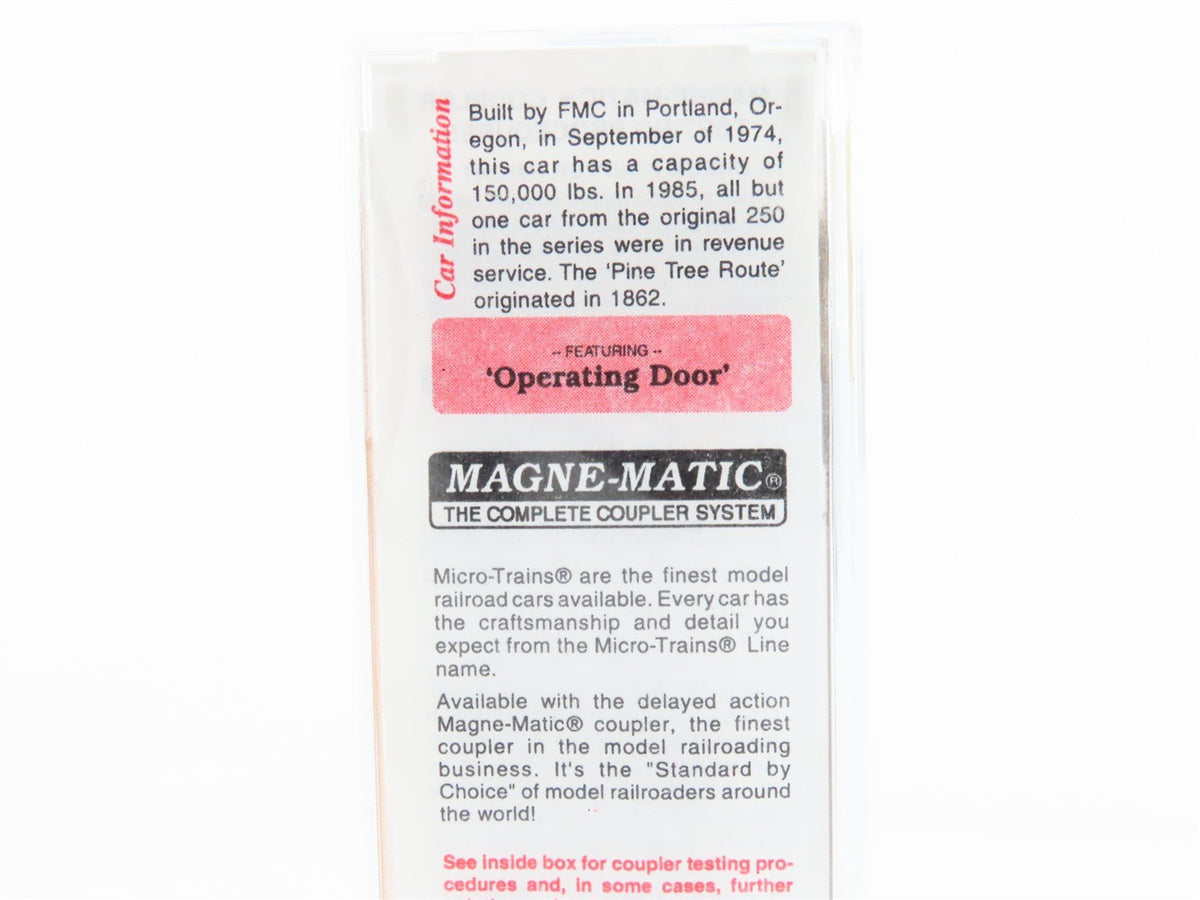 Car Information
Built by FMC in Portland, Or-
egon, in September of 1974,
this car has a capacity of
150,000 lbs. In 1985, all but
one car from the original 250
in the series were in revenue
service. The ‘Pine Tree Route’
originated in 1862.
-- FEATURING --
‘Operating Door’
MAGNE-MATIC®
THE COMPLETE COUPLER SYSTEM
Micro-Trains® are the finest model
railroad cars available. Every car has
the craftsmanship and detail you
expect from the Micro-Trains® Line
name.
Available with the delayed action
Magne-Matic® coupler, the finest
coupler in the model railroading
business. It's the "Standard by
Choice" of model railroaders around
the world!
See inside box for coupler testing pro-
cedures and, in some cases, further